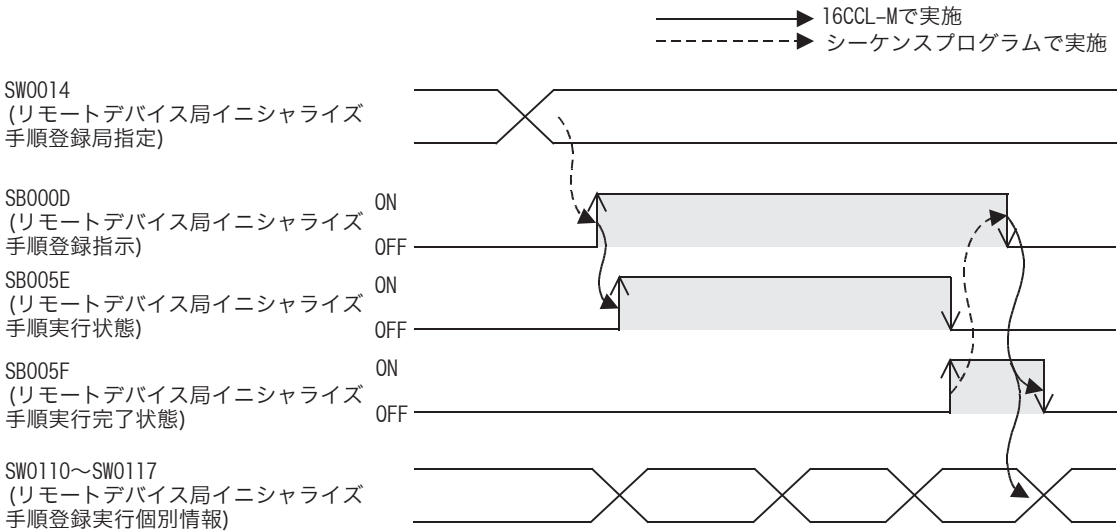 16CCL-Mで実施
シーケンスプログラムで実施
SW0014
(リモートデバイス局イニシャライズ
手順登録局指定)
SB000D
(リモートデバイス局イニシャライズ
手順登録指示)
ON
OFF
SB005E
(リモートデバイス局イニシャライズ
手順実行状態)
ON
OFF
SB005F
(リモートデバイス局イニシャライズ
手順実行完了状態)
ON
OFF
SW0110~SW0117
(リモートデバイス局イニシャライズ
手順登録実行個別情報)